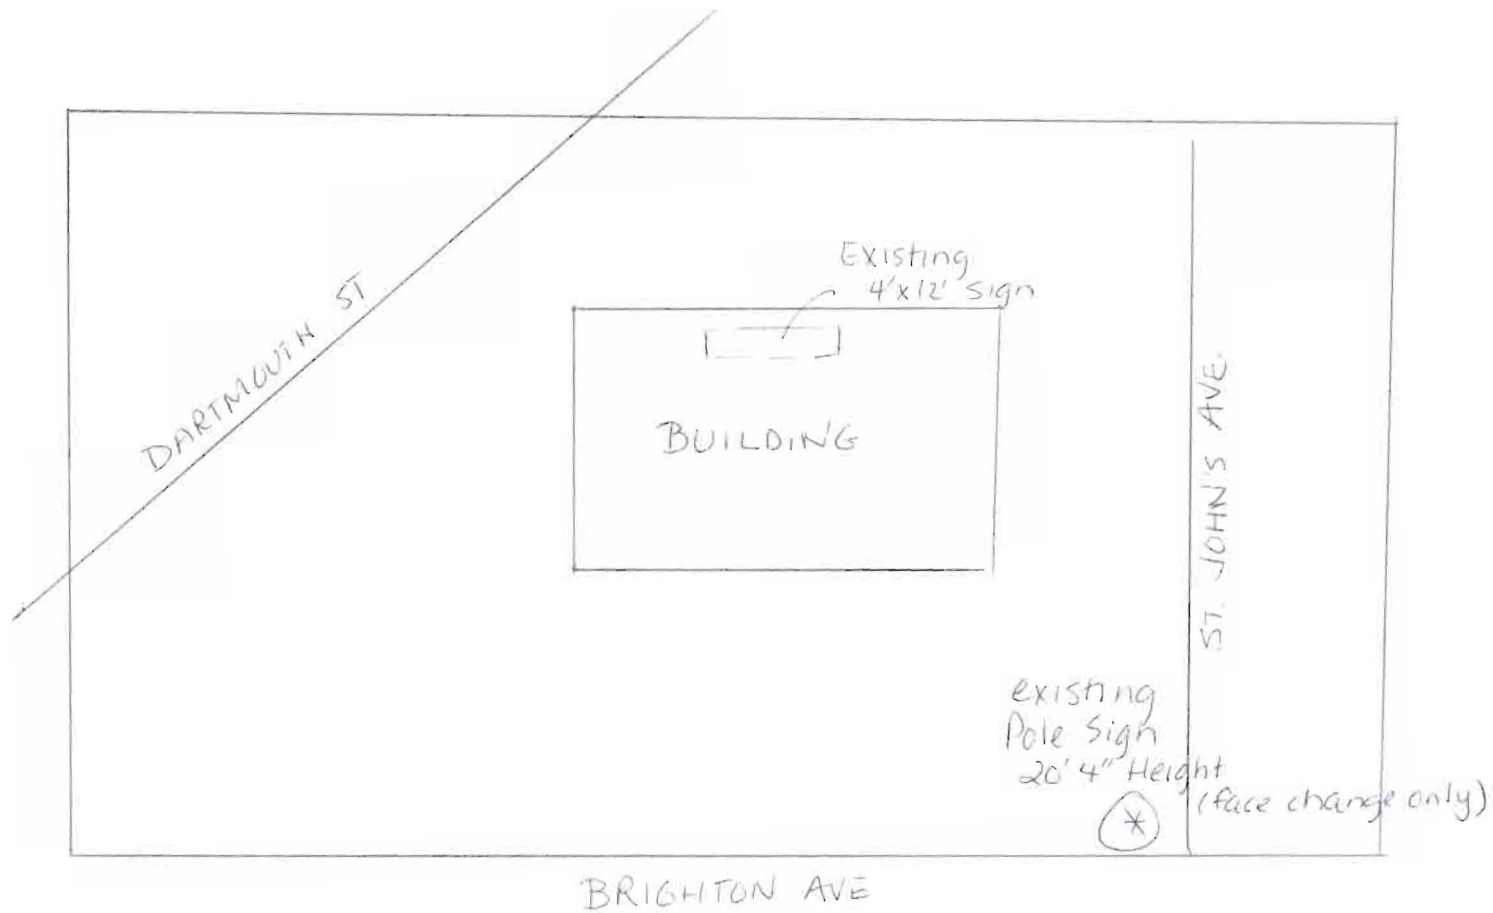 DARTMOUTH ST
Existing
4'x12' sign
BUILDING
ST. JOHN'S AVE.
existing
Pole Sign
20' 4" Height
(face change only)
*
BRIGHTON AVE